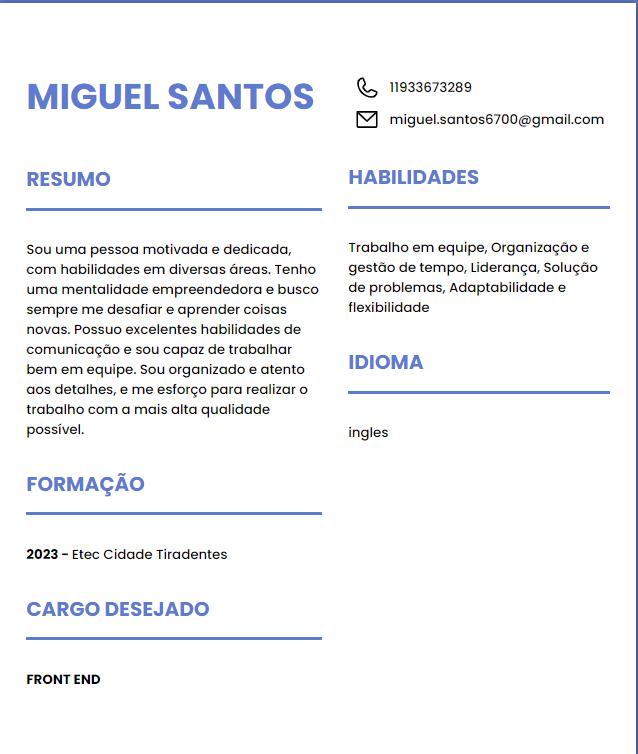 MIGUEL SANTOS
11933673289
miguel.santos6700@gmail.com
RESUMO
Sou uma pessoa motivada e dedicada,
com habilidades em diversas áreas. Tenho
uma mentalidade empreendedora e busco
sempre me desafiar e aprender coisas
novas. Possuo excelentes habilidades de
comunicação e sou capaz de trabalhar
bem em equipe. Sou organizado e atento
aos detalhes, e me esforço para realizar o
trabalho com a mais alta qualidade
possível.
FORMAÇÃO
2023 - Etec Cidade Tiradentes
CARGO DESEJADO
FRONT END
HABILIDADES
Trabalho em equipe, Organização e
gestão de tempo, Liderança, Solução
de problemas, Adaptabilidade e
flexibilidade
IDIOMA
ingles